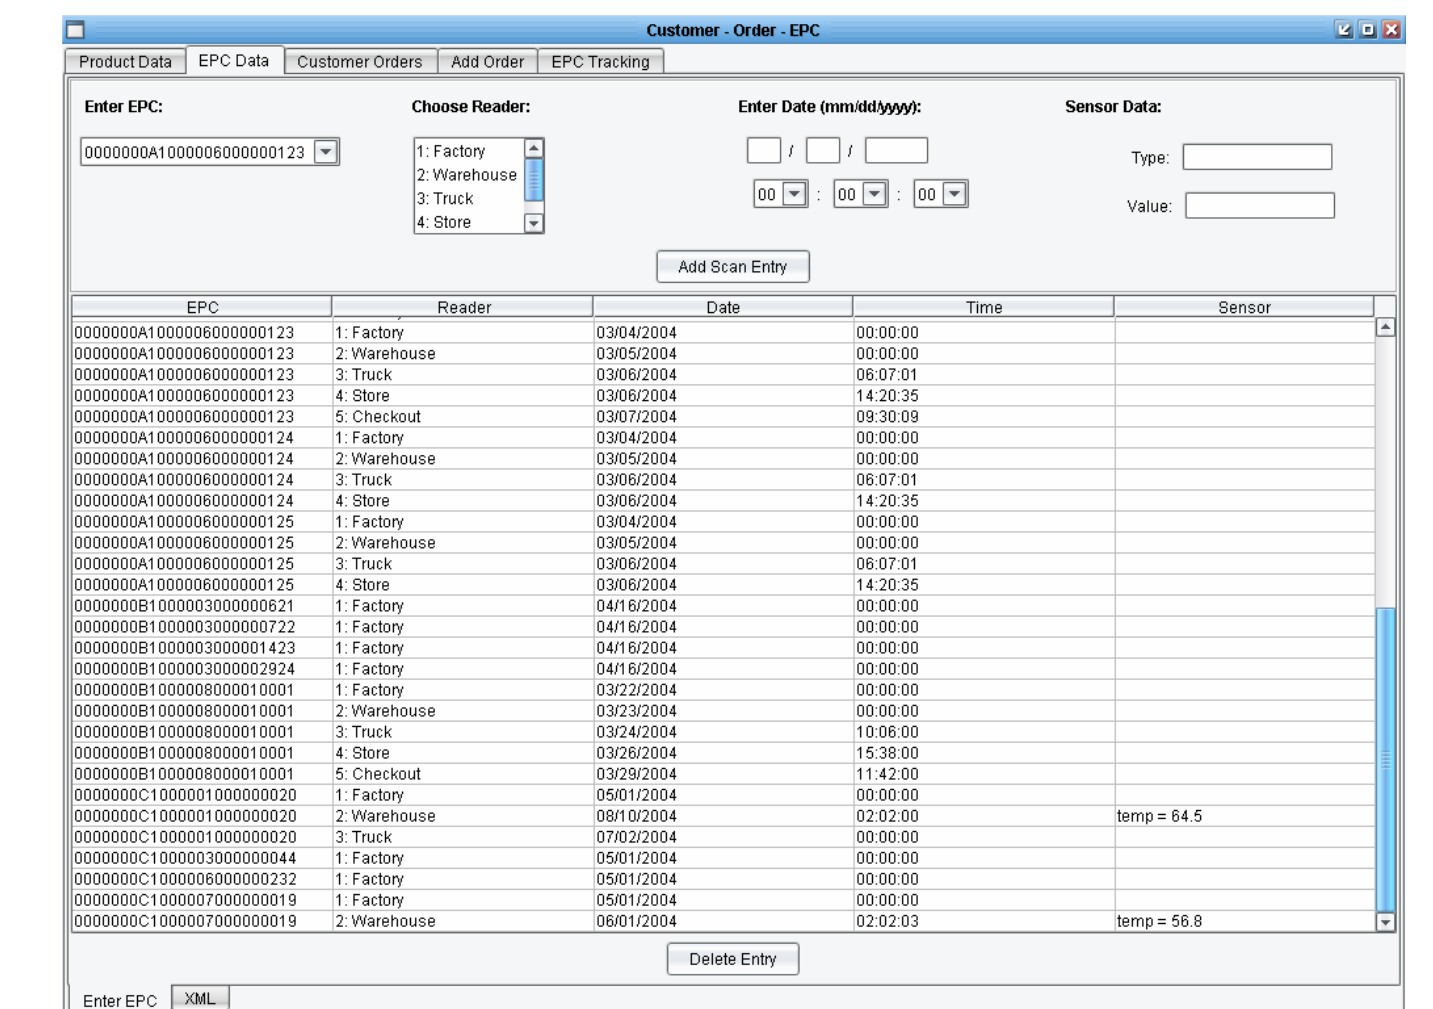 Customer - Order - EPC
Product Data EPC Data Customer Orders Add Order EPC Tracking
Enter EPC: Choose Reader: Enter Date (mm/dd/yyyy): Sensor Data:
0000000A1000006000000123 1: Factory / / Type:
2: Warehouse
3: Truck 00 : 00 : 00 Value:
4: Store
Add Scan Entry
EPC Reader Date Time Sensor
0000000A1000006000000123 1: Factory 03/04/2004 00:00:00
0000000A1000006000000123 2: Warehouse 03/05/2004 00:00:00
0000000A1000006000000123 3: Truck 03/06/2004 06:07:01
0000000A1000006000000123 4: Store 03/06/2004 14:20:35
0000000A1000006000000123 5: Checkout 03/07/2004 09:30:09
0000000A1000006000000124 1: Factory 03/04/2004 00:00:00
0000000A1000006000000124 2: Warehouse 03/05/2004 00:00:00
0000000A1000006000000124 3: Truck 03/06/2004 06:07:01
0000000A1000006000000124 4: Store 03/06/2004 14:20:35
0000000A1000006000000125 1: Factory 03/04/2004 00:00:00
0000000A1000006000000125 2: Warehouse 03/05/2004 00:00:00
0000000A1000006000000125 3: Truck 03/06/2004 06:07:01
0000000A1000006000000125 4: Store 03/06/2004 14:20:35
0000000B1000003000000621 1: Factory 04/16/2004 00:00:00
0000000B1000003000000722 1: Factory 04/16/2004 00:00:00
0000000B1000003000001423 1: Factory 04/16/2004 00:00:00
0000000B1000003000002924 1: Factory 04/16/2004 00:00:00
0000000B1000008000010001 1: Factory 03/22/2004 00:00:00
0000000B1000008000010001 2: Warehouse 03/23/2004 00:00:00
0000000B1000008000010001 3: Truck 03/24/2004 10:06:00
0000000B1000008000010001 4: Store 03/26/2004 15:38:00
0000000B1000008000010001 5: Checkout 03/29/2004 11:42:00
0000000C1000001000000020 1: Factory 05/01/2004 00:00:00
0000000C1000001000000020 2: Warehouse 08/10/2004 02:02:00 temp = 64.5
0000000C1000001000000020 3: Truck 07/02/2004 00:00:00
0000000C1000003000000044 1: Factory 05/01/2004 00:00:00
0000000C1000006000000232 1: Factory 05/01/2004 00:00:00
0000000C1000007000000019 1: Factory 05/01/2004 00:00:00
0000000C1000007000000019 2: Warehouse 06/01/2004 02:02:03 temp = 56.8
Delete Entry
Enter EPC XML